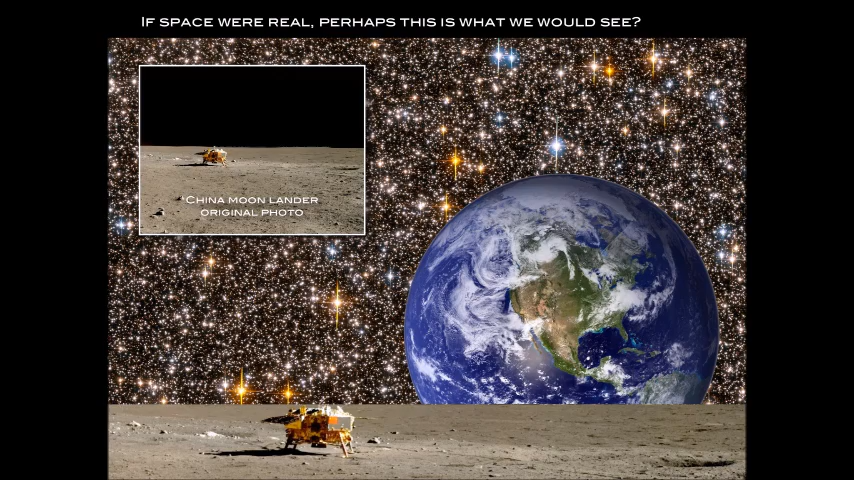 If space were real, perhaps this is what we would see?
*China moon lander
original photo